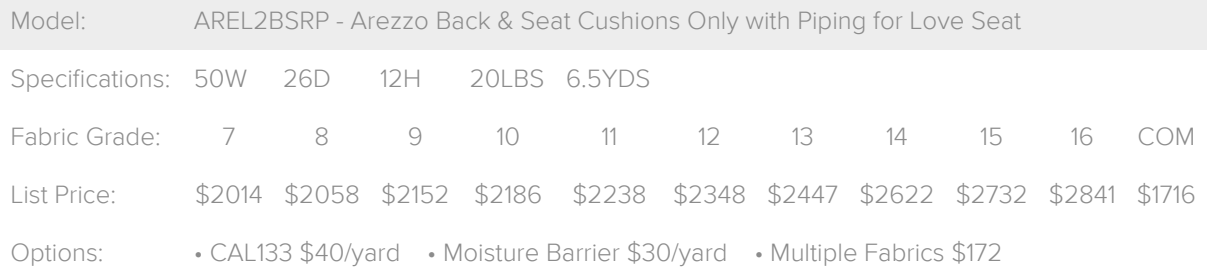 Model: AREL2BSRP - Arezzo Back & Seat Cushions Only with Piping for Love Seat
Specifications: 50W 26D 12H 20LBS 6.5YDS
Fabric Grade: 7 8 9 10 11 12 13 14 15 16 COM
List Price: $2014 $2058 $2152 $2186 $2238 $2348 $2447 $2622 $2732 $2841 $1716
Options: • CAL133 $40/yard • Moisture Barrier $30/yard • Multiple Fabrics $172